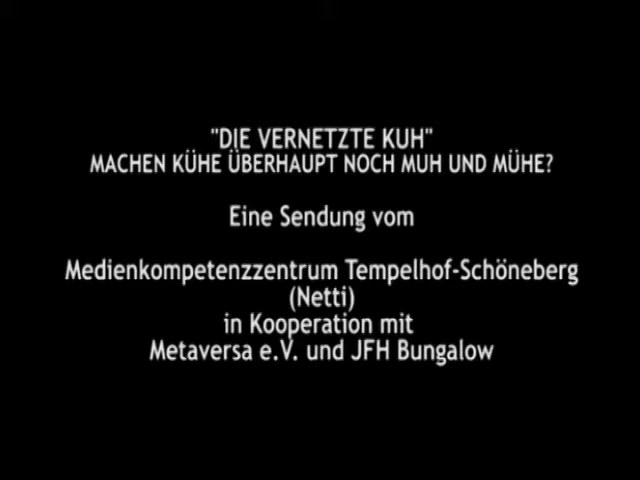 "DIE VERNETZTE KUH"
MACHEN KÜHE ÜBERHAUPT NOCH MUH UND MÜHE?
Eine Sendung vom
Medienkompetenzzentrum Tempelhof-Schöneberg
(Netti)
in Kooperation mit
Metaversa e.V. und JFH Bungalow